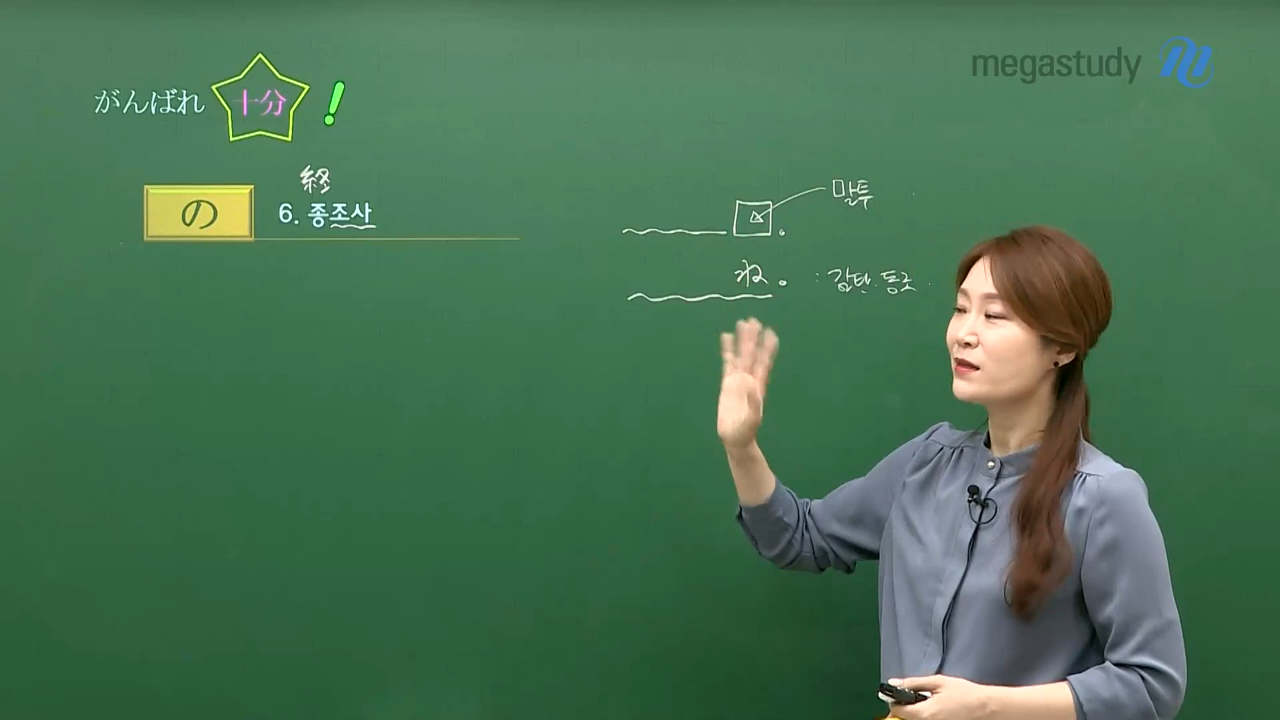 megastudy
がんばれ 十分 !
経
の 6. 종조사
말투
ね。 : 감탄. 동조.